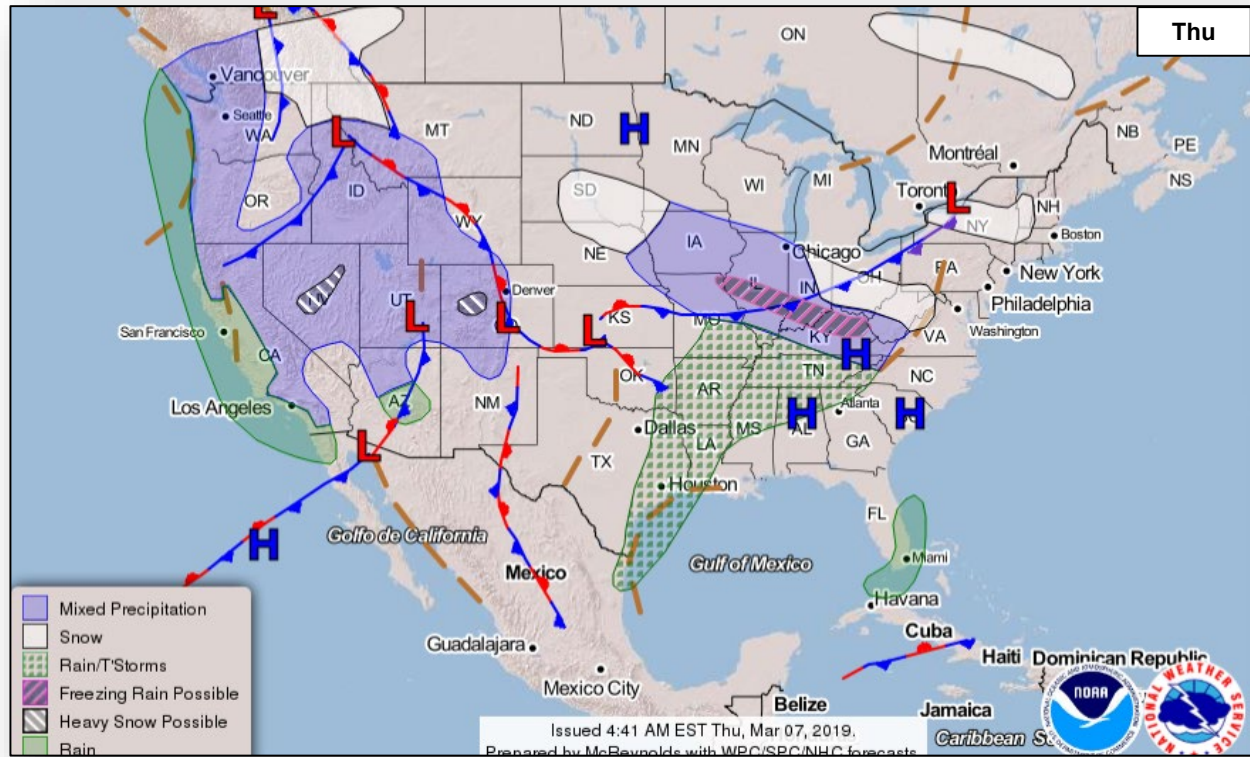 Thu
ON
Vancouver
Seattle
WA
MT
ND
MN
NB
PE
Montréal
NS
OR
ID
SD
WI
MI
Toronto
NH
WY
NY
Boston
IA
Chicago
NE
PA
New York
OH
IL
IN
UT
Denver
Philadelphia
San Francisco
KS
MO
KY
VA
Washington
CA
OK
TN
NC
Los Angeles
AZ
NM
AR
Atlanta
Dallas
MS
AL
GA
LA
TX
Houston
FL
Golfo de California
Gulf of Mexico
Miami
Mexico
Havana
Cuba
Guadalajara
Haiti
Dominican Republic
Mexico City
Belize
Jamaica
Caribbean
H
H
H
H
H
L
L
L
L
L
L
L
L
Mixed Precipitation
Snow
Rain/T'Storms
Freezing Rain Possible
Heavy Snow Possible
Rain
Issued 4:41 AM EST Thu, Mar 07, 2019.
Prepared by McReynolds with WPC/SPC/NHC forecasts
NOAA
NATIONAL WEATHER SERVICE